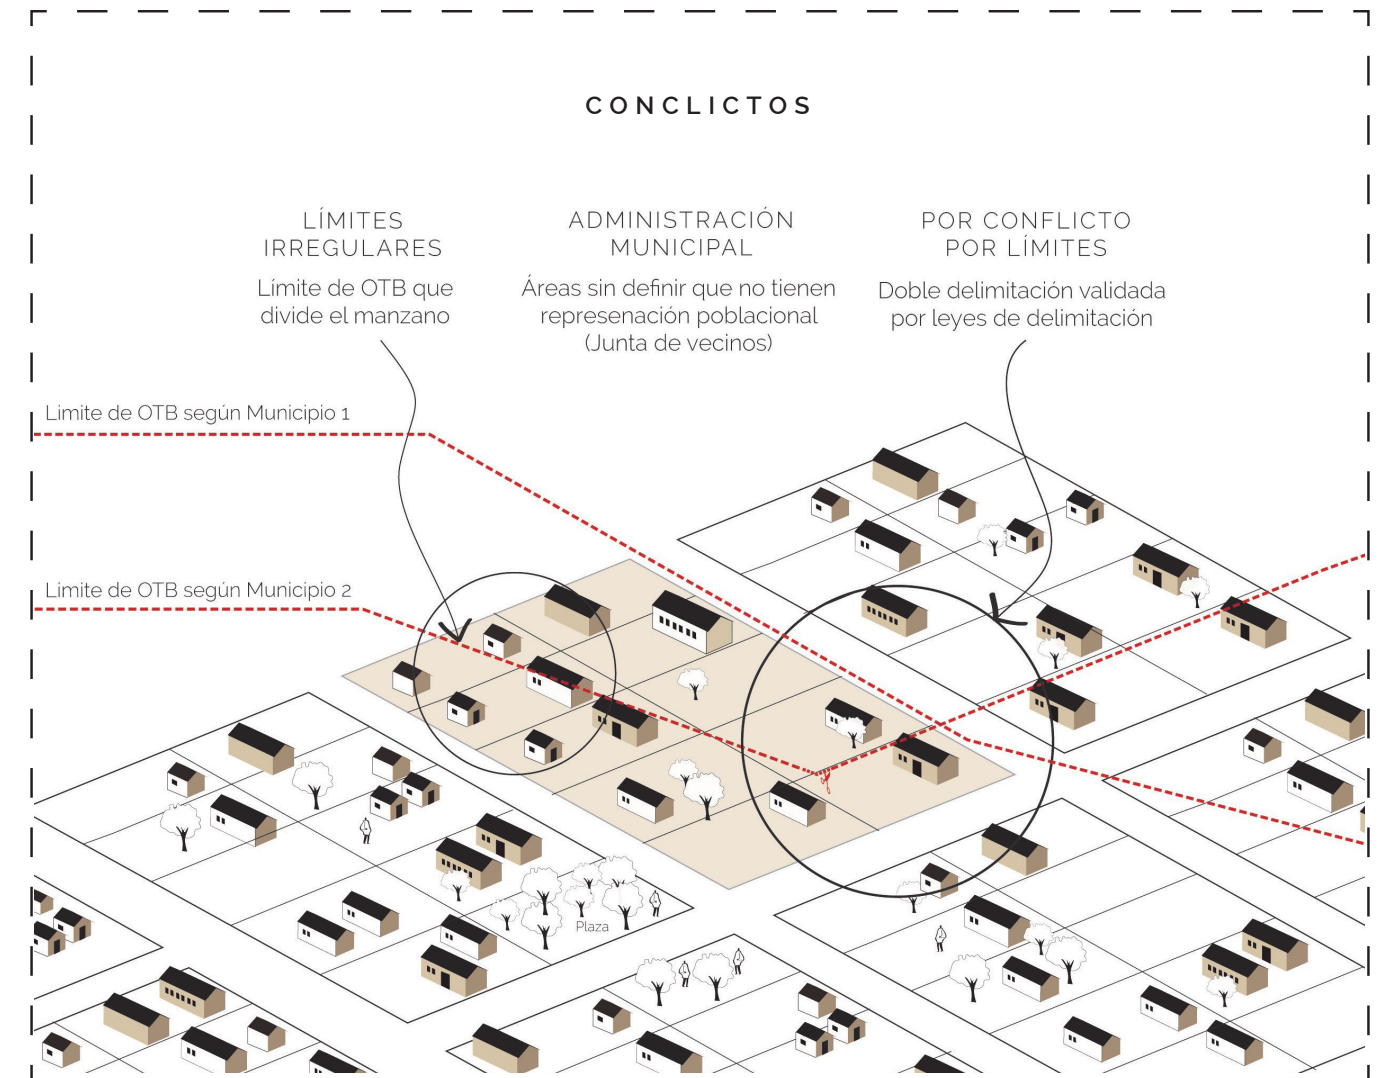 CONCLICTOS
LÍMITES
IRREGULARES
Límite de OTB que
divide el manzano
ADMINISTRACIÓN
MUNICIPAL
Áreas sin definir que no tienen
represenación poblacional
(Junta de vecinos)
POR CONFLICTO
POR LÍMITES
Doble delimitación validada
por leyes de delimitación
Limite de OTB según Municipio 1
Limite de OTB según Municipio 2
Plaza